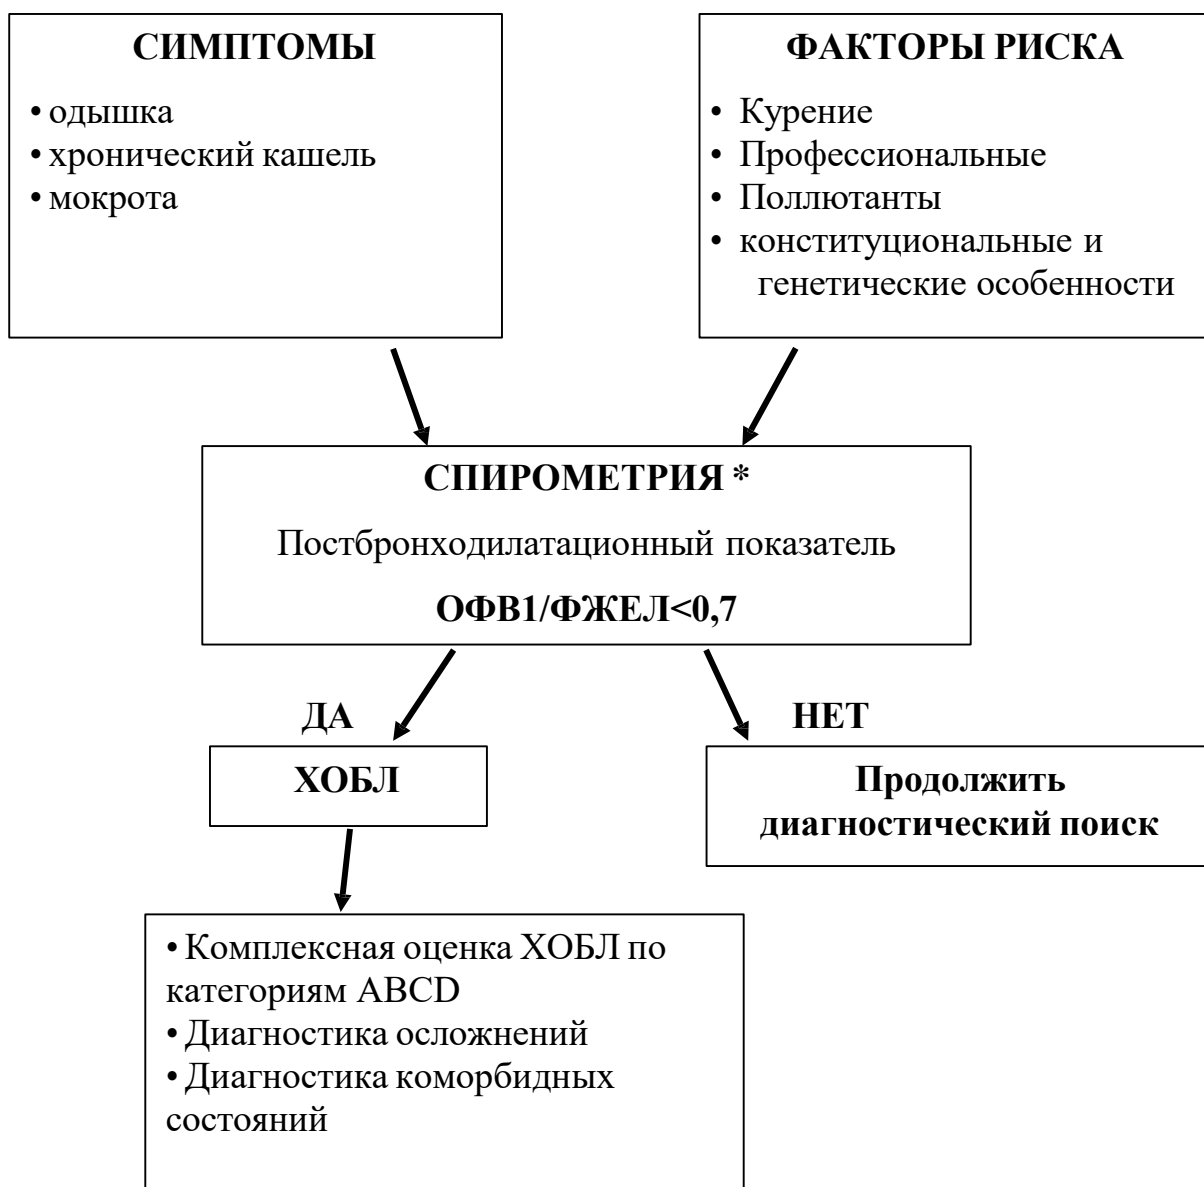 СИМПТОМЫ
• одышка
• хронический кашель
• мокрота
ФАКТОРЫ РИСКА
• Курение
• Профессиональные
• Поллютанты
• конституциональные и
генетические особенности
СПИРОМЕТРИЯ *
Постбронходилатационный показатель
ОФВ1/ФЖЕЛ<0,7
ДА
НЕТ
ХОБЛ
Продолжить
диагностический поиск
• Комплексная оценка ХОБЛ по
категориям ABCD
• Диагностика осложнений
• Диагностика коморбидных
состояний